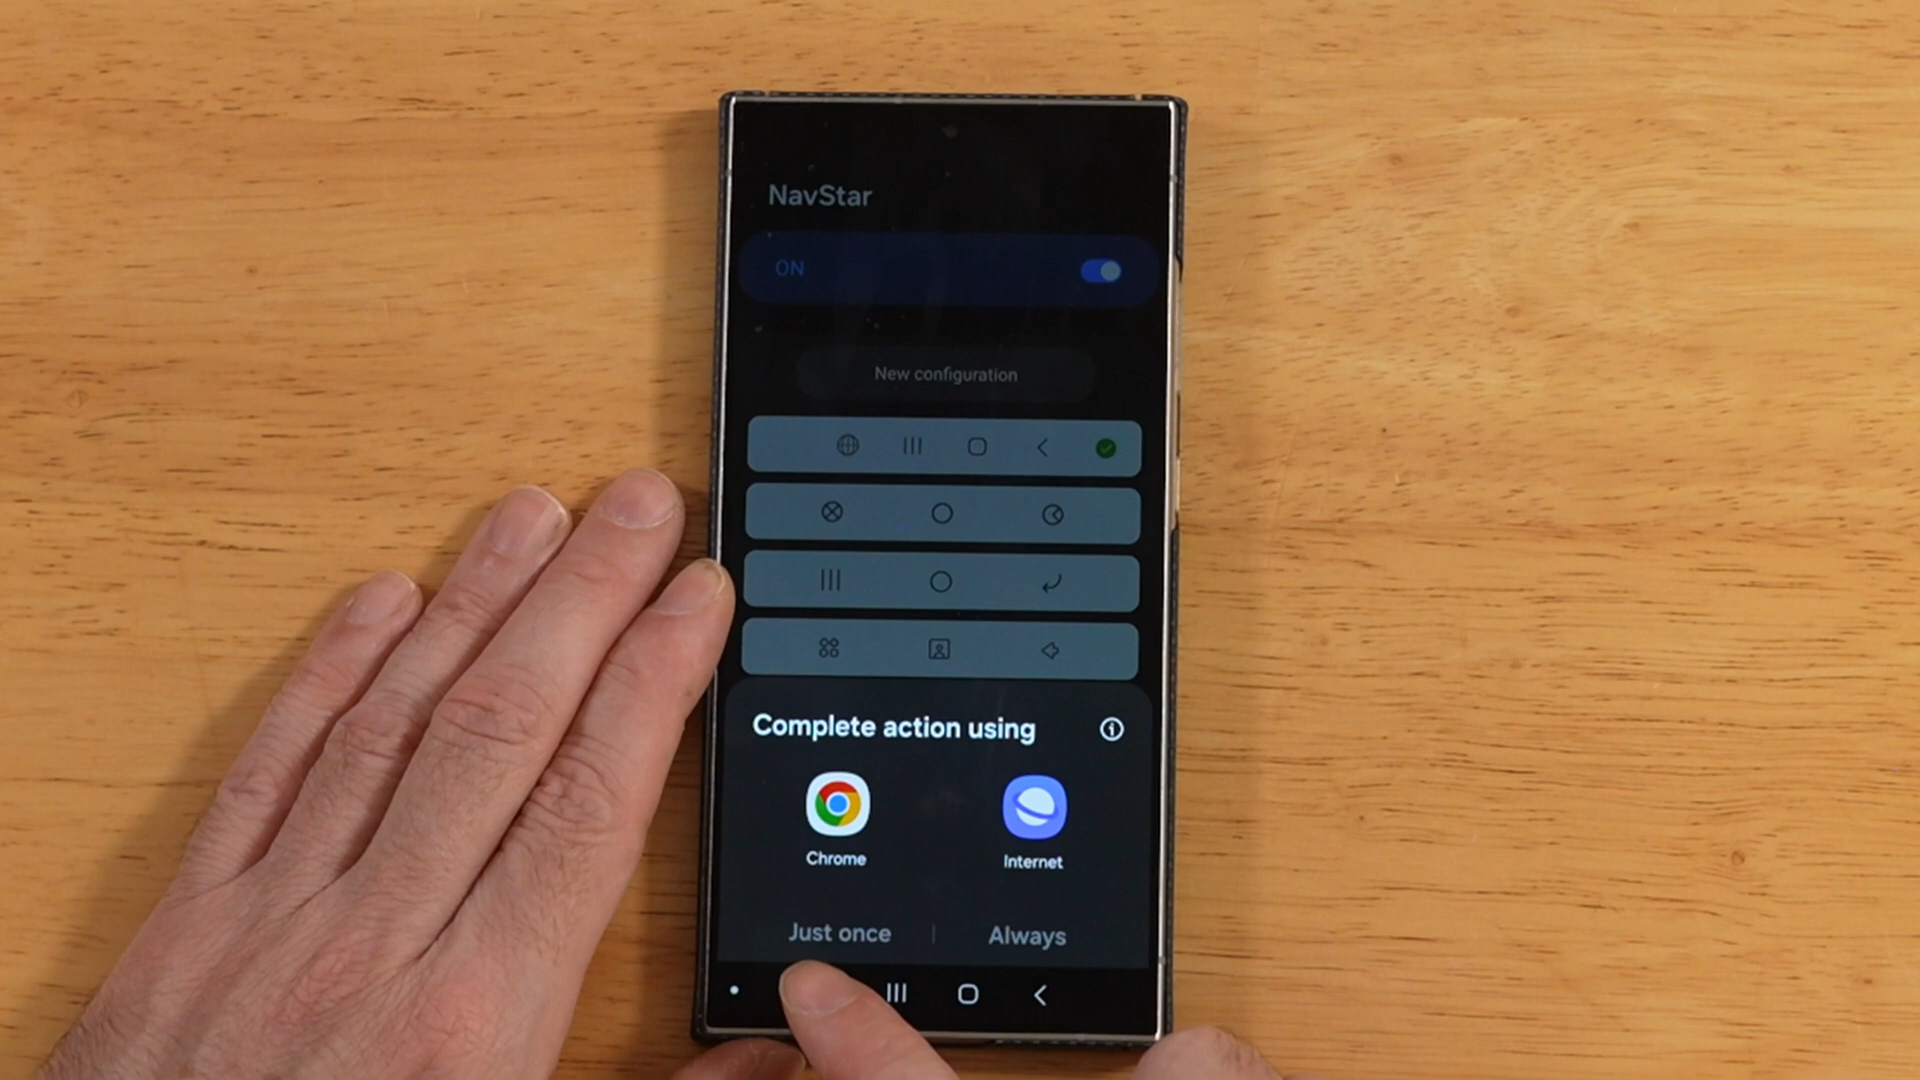 NavStar
ON
New configuration
Complete action using
Chrome
Internet
Just once
Always